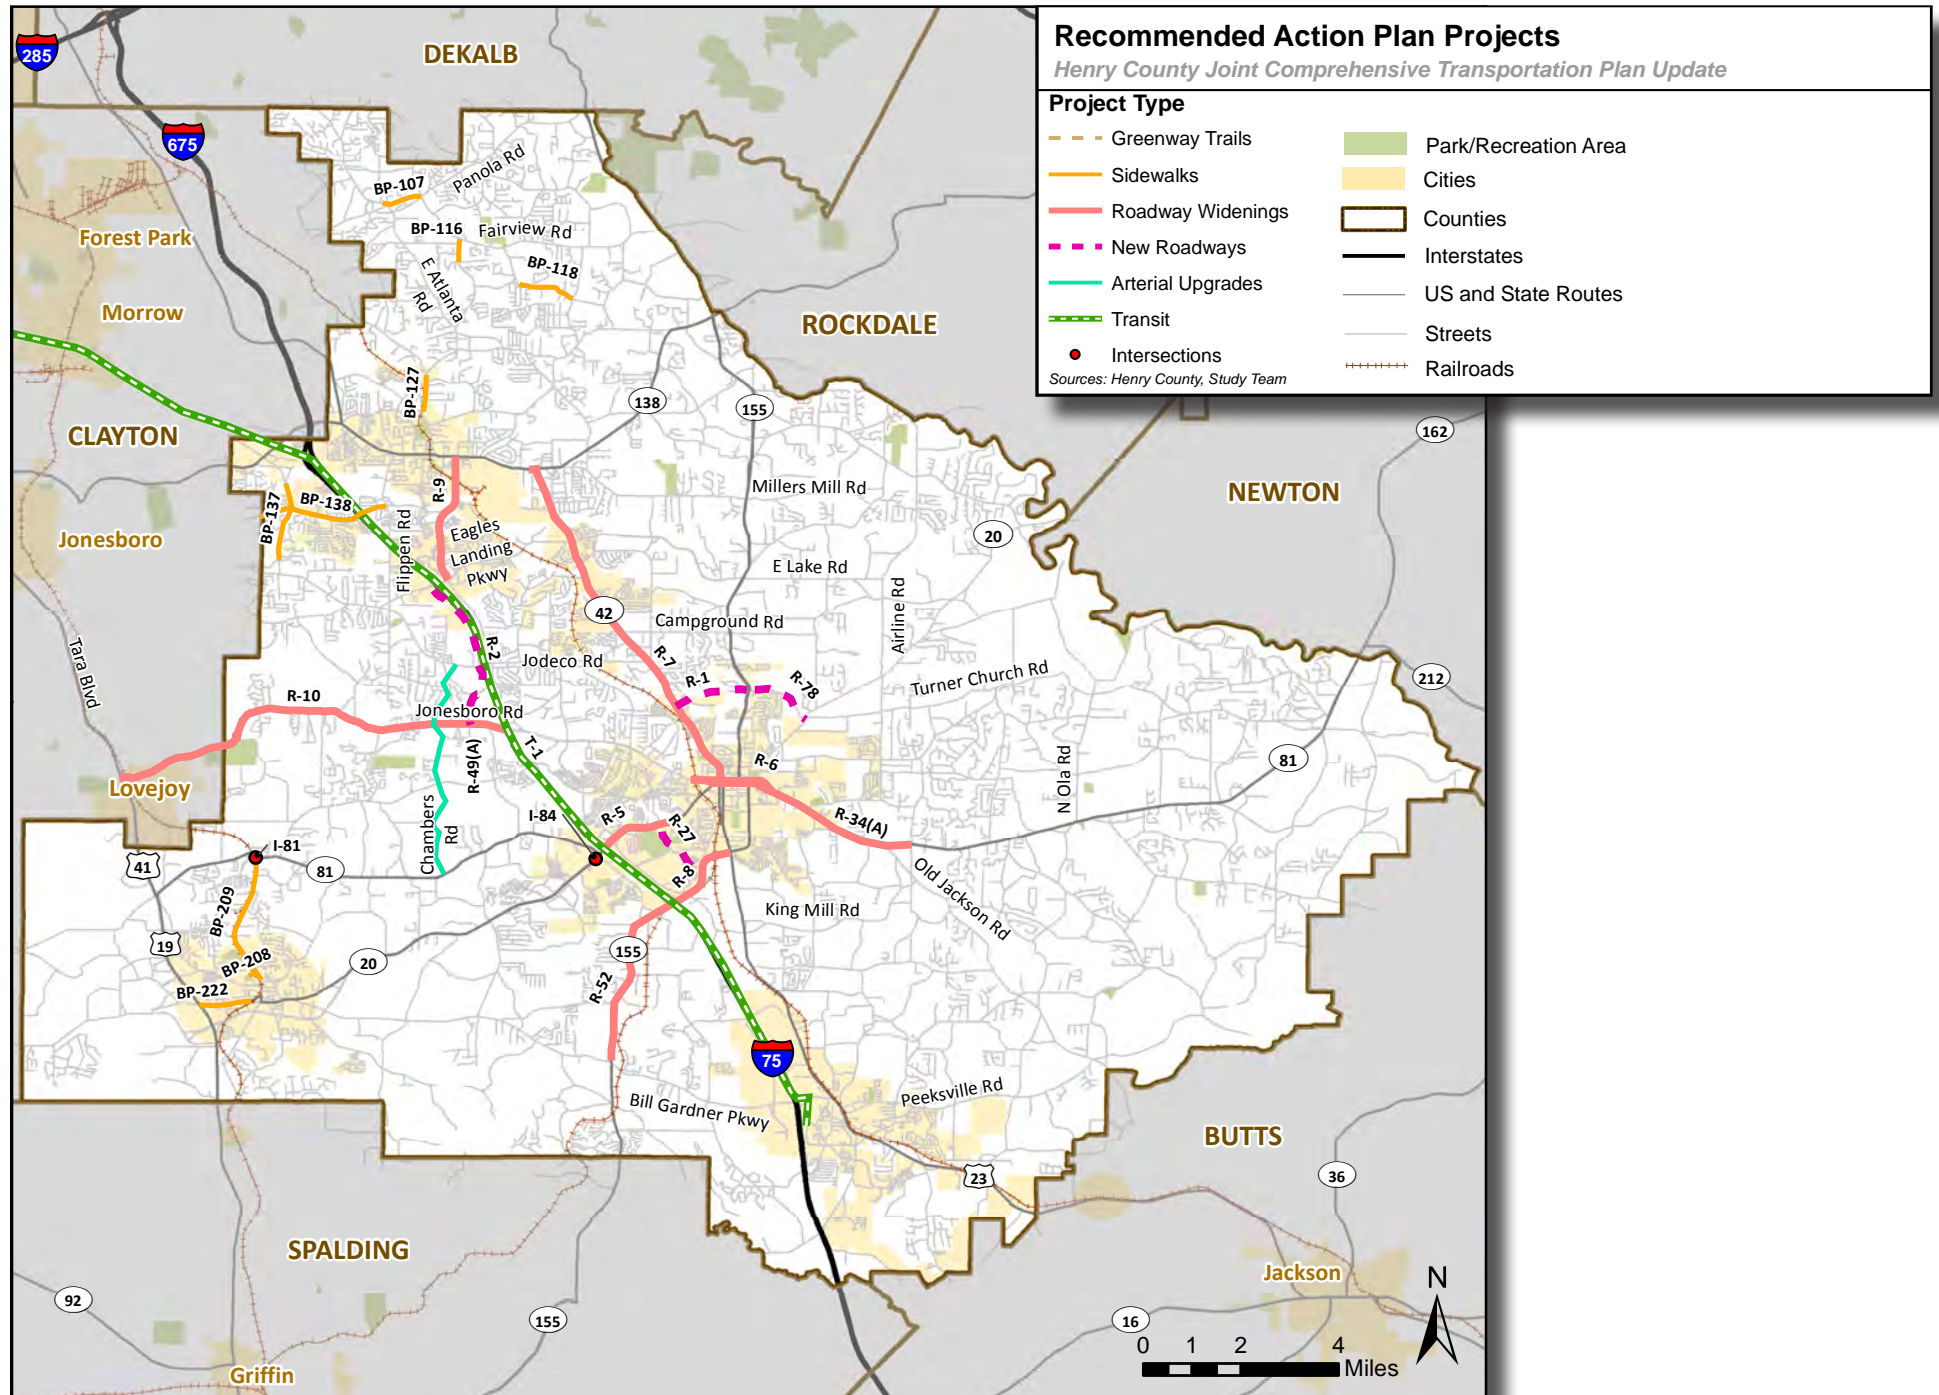 Recommended Action Plan Projects
Henry County Joint Comprehensive Transportation Plan Update
Project Type
Greenway Trails
Sidewalks
Roadway Widenings
New Roadways
Arterial Upgrades
Transit
Intersections
Sources: Henry County, Study Team
Park/Recreation Area
Cities
Counties
Interstates
US and State Routes
Streets
Railroads
285
DEKALB
675
Panola Rd
BP-107
BP-116
Fairview Rd
Forest Park
BP-118
E Atlanta
Rd
Morrow
ROCKDALE
BP-127
138
155
CLAYTON
162
R-9
Millers Mill Rd
NEWTON
BP-138
BP-137
Flippen Rd
Eagles
Landing
Pkwy
Jonesboro
20
E Lake Rd
Airline Rd
42
Campground Rd
R-2
R-7
Jodeco Rd
Tara Blvd
R-1
R-78
Turner Church Rd
212
R-10
Jonesboro Rd
T-1
R-49(A)
R-6
N Ola Rd
81
Lovejoy
Chambers
Rd
I-84
R-5
R-27
R-34(A)
I-81
41
81
R-8
Old Jackson Rd
BP-209
King Mill Rd
19
155
20
BP-208
BP-222
R-52
75
Bill Gardner Pkwy
Peeksville Rd
BUTTS
23
36
SPALDING
Jackson
N
92
155
16
0 1 2 4
Miles
Griffin